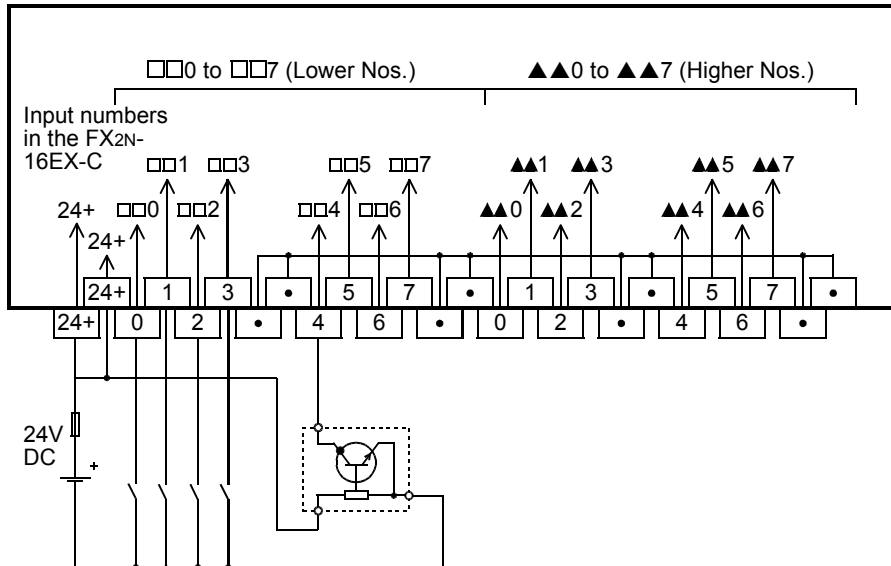 □□0 to □□7 (Lower Nos.) ▲▲0 to ▲▲7 (Higher Nos.)
Input numbers
in the FX2N-
16EX-C
□□1 □□3 □□5 □□7 ▲▲1 ▲▲3 ▲▲5 ▲▲7
24+ □□0 □□2 □□4 □□6 ▲▲0 ▲▲2 ▲▲4 ▲▲6
24+
24+ 1 3 • 5 7 • 1 3 • 5 7 •
24+ 0 2 • 4 6 • 0 2 • 4 6 •
24V
DC
+